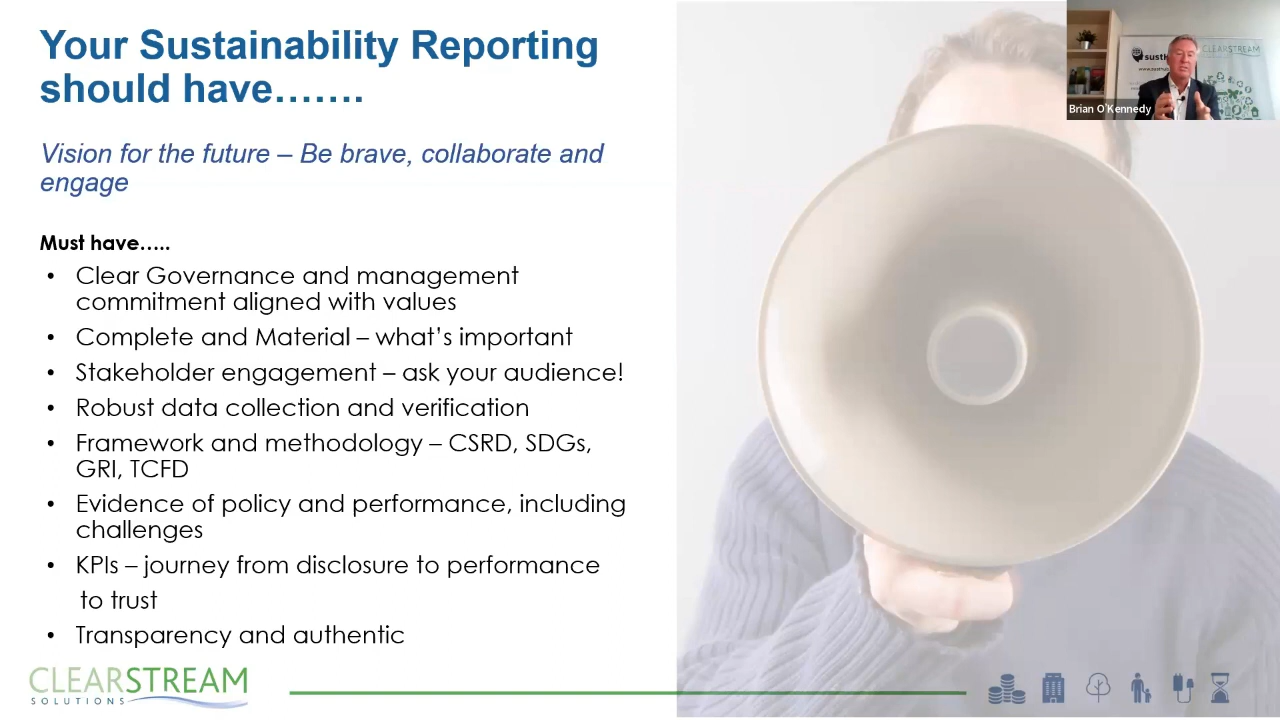 Your Sustainability Reporting
should have…….
Vision for the future – Be brave, collaborate and
engage
Must have…..
• Clear Governance and management
commitment aligned with values
• Complete and Material – what's important
• Stakeholder engagement – ask your audience!
• Robust data collection and verification
• Framework and methodology – CSRD, SDGs,
GRI, TCFD
• Evidence of policy and performance, including
challenges
• KPIs – journey from disclosure to performance
to trust
• Transparency and authentic
CLEARSTREAM
SOLUTIONS
CLEARSTREAM
Brian O'Kennedy